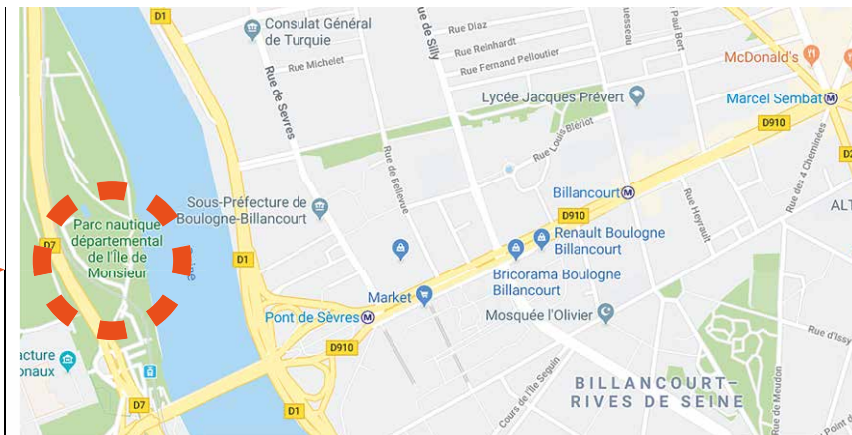 D1
Consulat Général
de Turquie
Rue Michelet
Rue de Sèvres
Rue de Silly
Rue Diaz
Rue Reinhardt
Rue Fernand Pelloutier
Paul Bert
McDonald's
Lycée Jacques Prévert
Marcel Sembat
D910
Rue Louis Blériot
Rue de Bellevue
Rue des 4 Cheminées
Sous-Préfecture de
Boulogne-Billancourt
Billancourt
Rue Heyrault
Parc nautique
départemental
de l'Île de
Monsieur
D7
D1
D910
Renault Boulogne
Billancourt
Bricorama Boulogne
Billancourt
Market
Pont de Sèvres
Mosquée l'Olivier
D910
Rue d'Issy
acture
onaux
BILLANCOURT–
RIVES DE SEINE
Cours de l'Île Seguin
Rue de Meudon
D7
D1